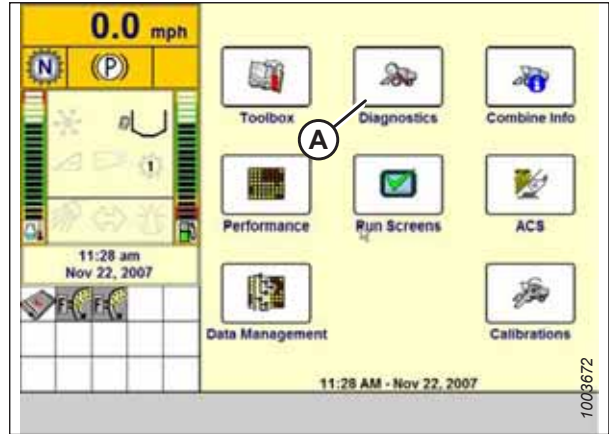 0.0 mph
N (P)
1
11:28 am
Nov 22, 2007
F F
Toolbox
Diagnostics
Combine Info
A
Performance
Run Screens
ACS
Data Management
Calibrations
11:28 AM - Nov 22, 2007
1003672